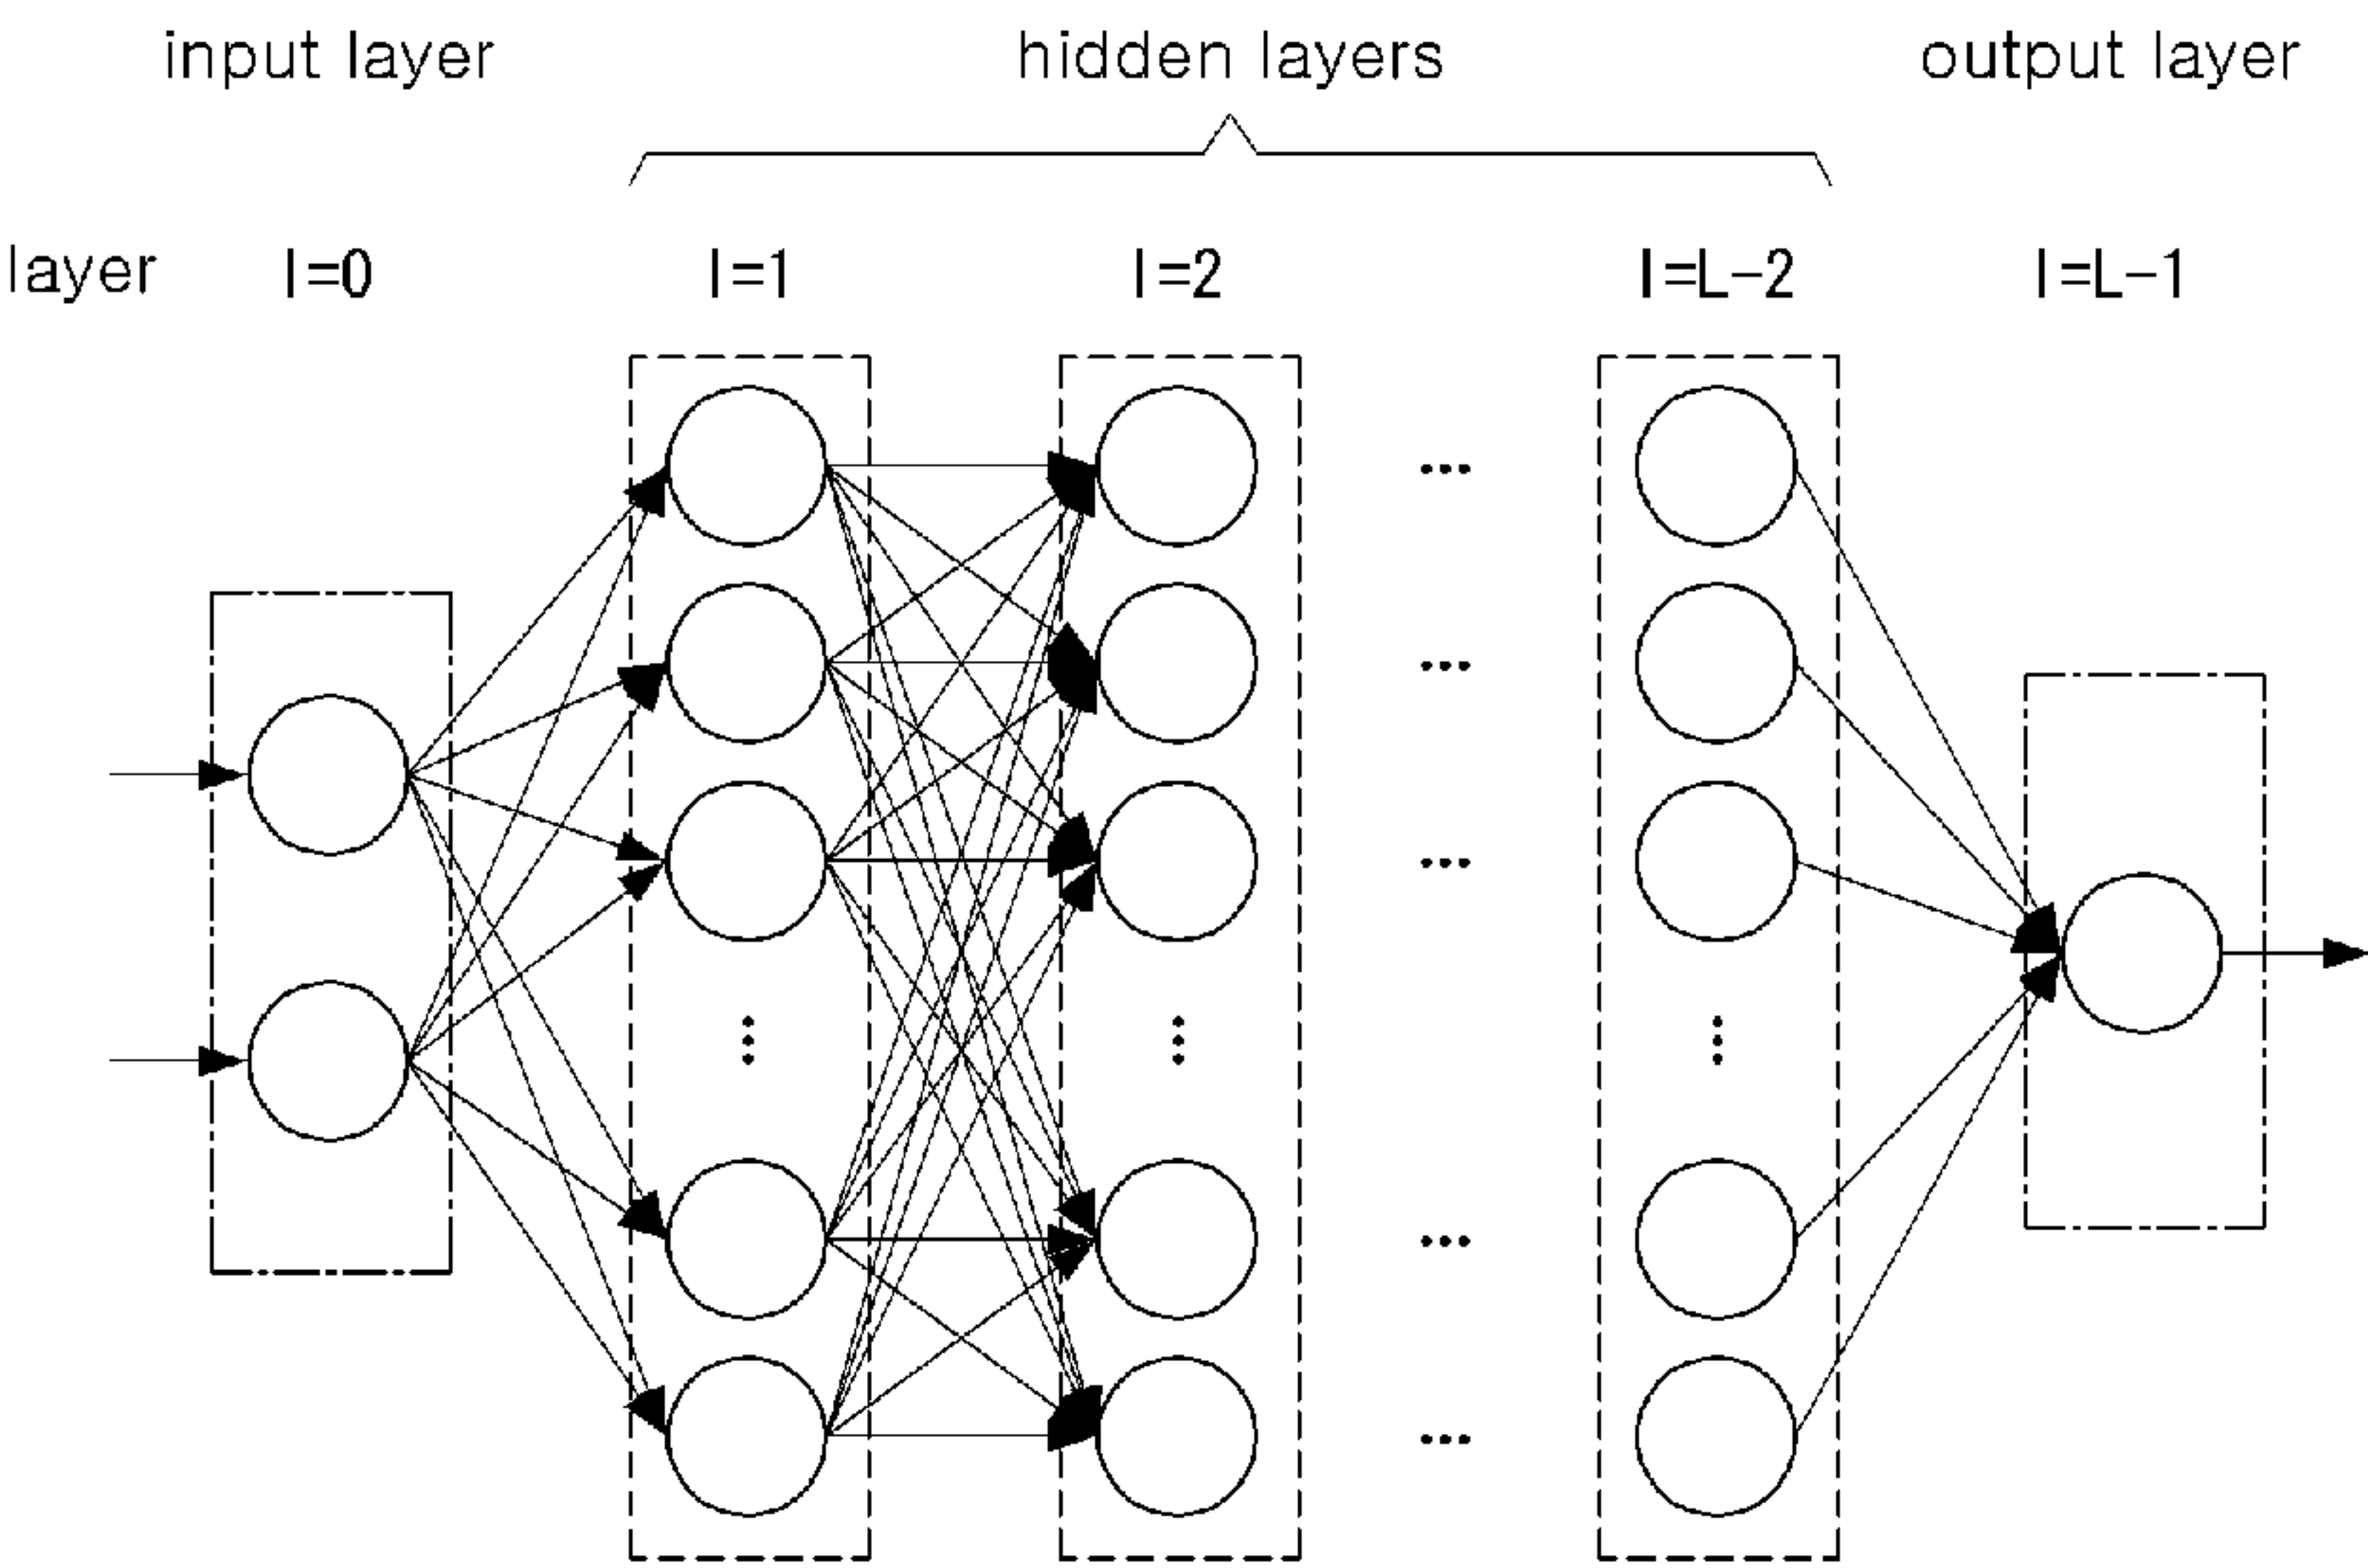 input layer hidden layers output layer
layer l=0 l=1 l=2 l=L-2 l=L-1
... 
...
...
...
...